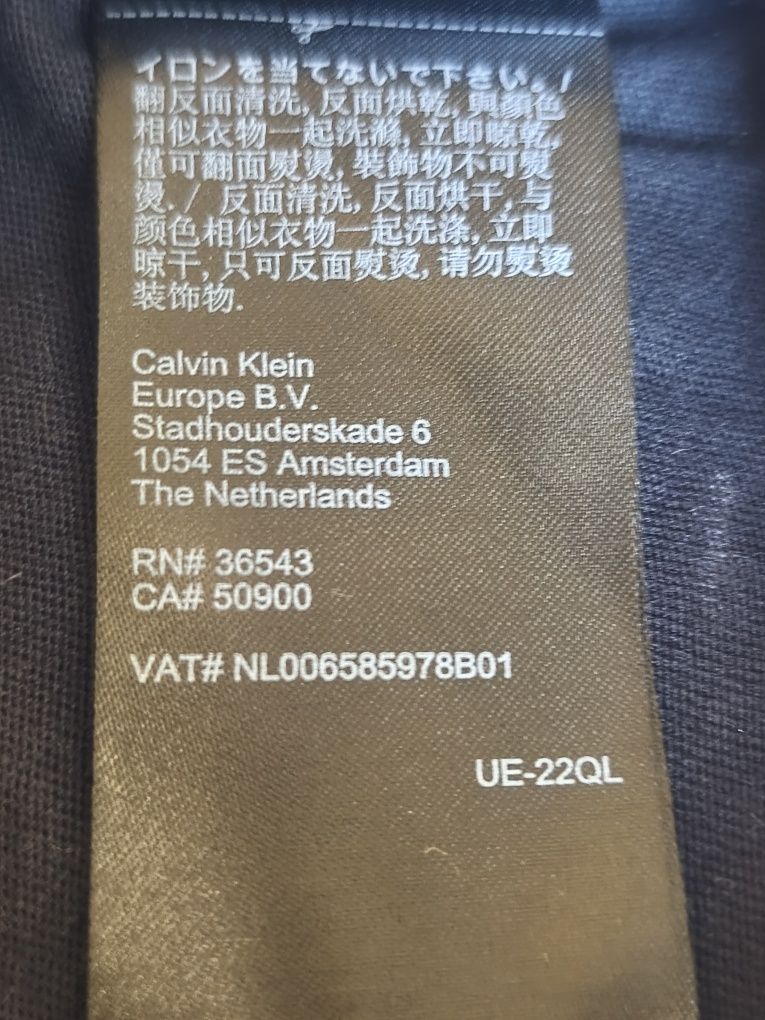 イロンを当てないで下さい。/
翻反面清洗, 反面烘乾, 與顏色
相似衣物一起洗滌, 立即晾乾,
僅可翻面熨燙, 裝飾物不可熨
燙./ 反面清洗, 反面烘干, 与
颜色相似衣物一起洗涤, 立即
晾干, 只可反面熨烫, 请勿熨烫
装饰物.
Calvin Klein
Europe B.V.
Stadhouderskade 6
1054 ES Amsterdam
The Netherlands
RN# 36543
CA# 50900
VAT# NL006585978B01
UE-22QL